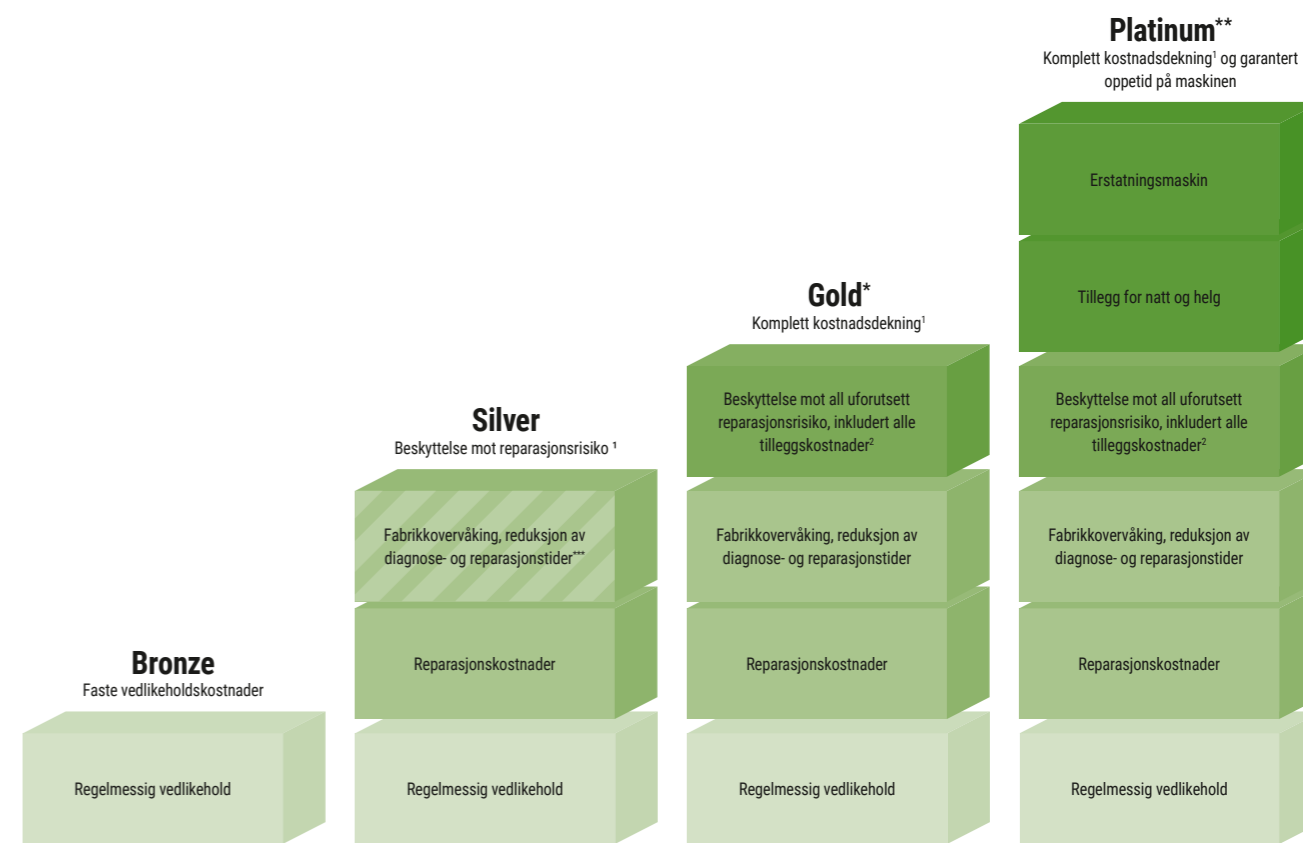 Platinum**
Komplett kostnadsdekning¹ og garantert
oppetid på maskinen
Erstatningsmaskin
Tillegg for natt og helg
Beskyttelse mot all uforutsett
reparasjonsrisiko, inkludert alle
tilleggskostnader²
Fabrikkovervåking, reduksjon av
diagnose- og reparasjonstider
Reparasjonskostnader
Regelmessig vedlikehold
Gold*
Komplett kostnadsdekning¹
Beskyttelse mot all uforutsett
reparasjonsrisiko, inkludert alle
tilleggskostnader²
Fabrikkovervåking, reduksjon av
diagnose- og reparasjonstider
Reparasjonskostnader
Regelmessig vedlikehold
Silver
Beskyttelse mot reparasjonsrisiko ¹
Fabrikkovervåking, reduksjon av
diagnose- og reparasjonstider***
Reparasjonskostnader
Regelmessig vedlikehold
Bronze
Faste vedlikeholdskostnader
Regelmessig vedlikehold